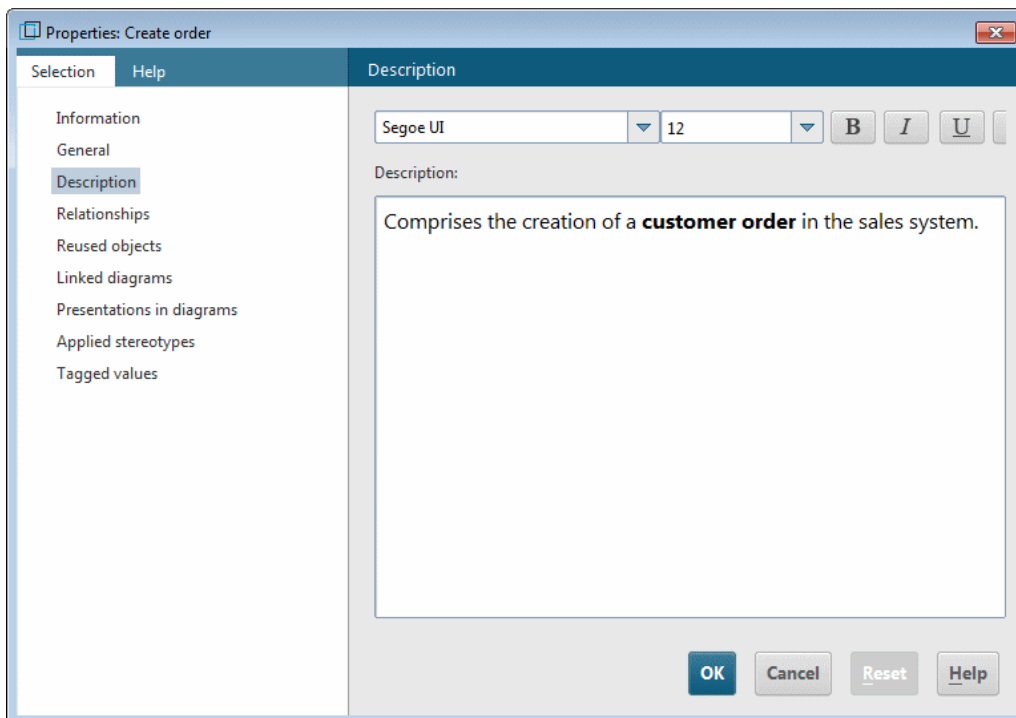 Properties: Create order
Selection Help
Information
General
Description
Relationships
Reused objects
Linked diagrams
Presentations in diagrams
Applied stereotypes
Tagged values
Description
Segoe UI 12 B I U
Description:
Comprises the creation of a customer order in the sales system.
OK Cancel Reset Help